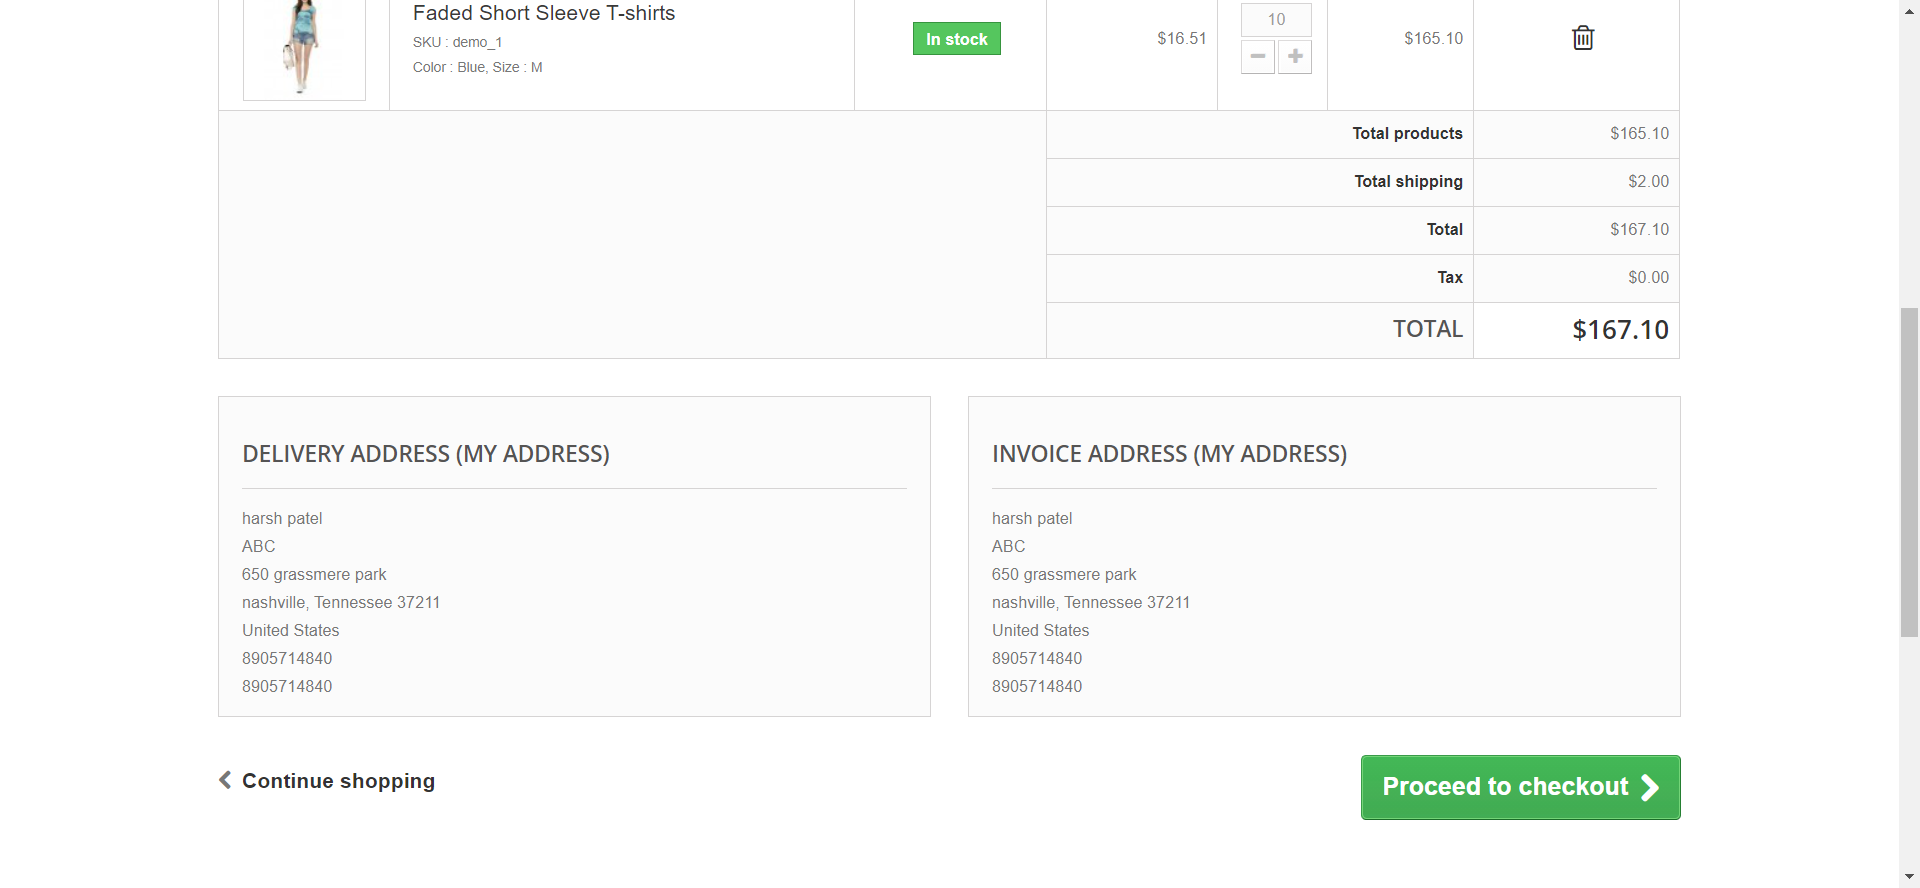 Faded Short Sleeve T-shirts
SKU : demo_1
Color : Blue, Size : M
In stock
$16.51
10
$165.10
Total products $165.10
Total shipping $2.00
Total $167.10
Tax $0.00
TOTAL $167.10
DELIVERY ADDRESS (MY ADDRESS)
harsh patel
ABC
650 grassmere park
nashville, Tennessee 37211
United States
8905714840
8905714840
INVOICE ADDRESS (MY ADDRESS)
harsh patel
ABC
650 grassmere park
nashville, Tennessee 37211
United States
8905714840
8905714840
Continue shopping
Proceed to checkout